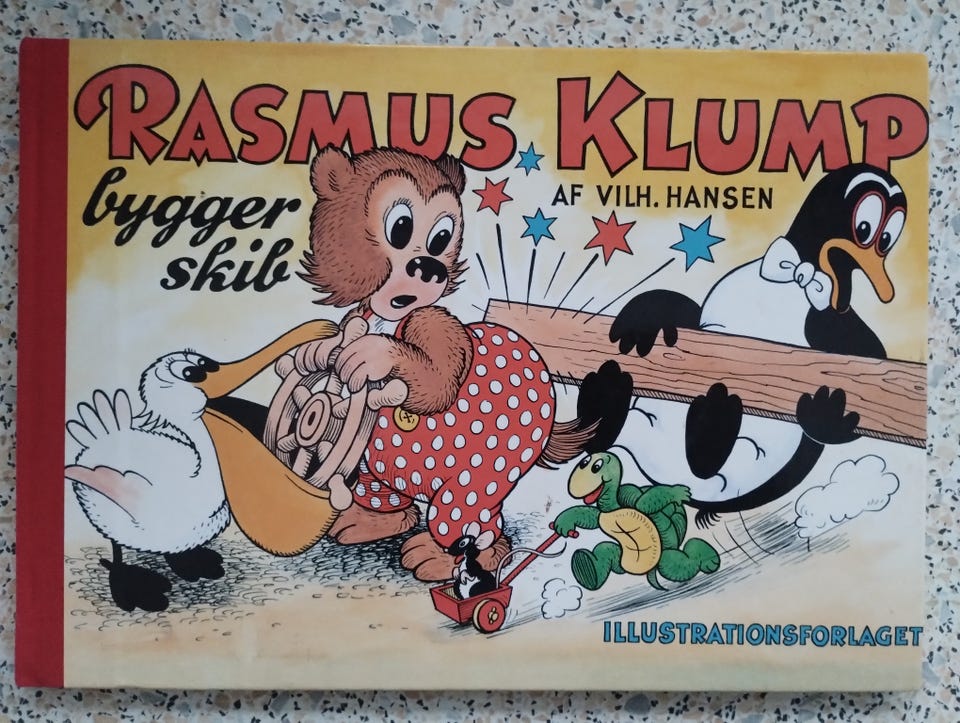 RASMUS KLUMP
bygger
skib
AF VILH. HANSEN
ILLUSTRATIONSFORLAGET